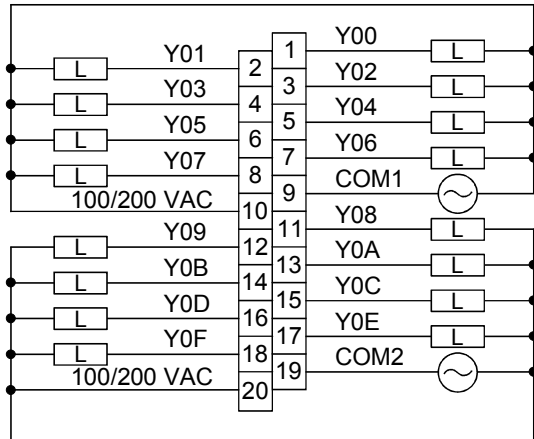 1 Y00 L
L Y01 2
3 Y02 L
L Y03 4
5 Y04 L
L Y05 6
7 Y06 L
L Y07 8
9 COM1
100/200 VAC 10
11 Y08 L
L Y09 12
13 Y0A L
L Y0B 14
15 Y0C L
L Y0D 16
17 Y0E L
L Y0F 18
19 COM2
100/200 VAC 20